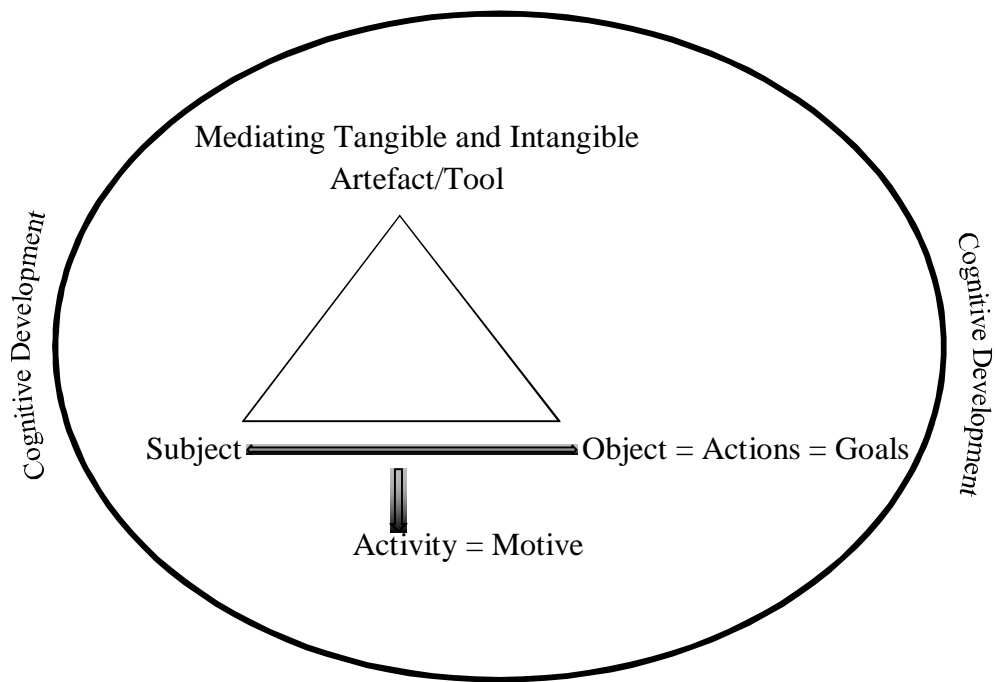 Mediating Tangible and Intangible
Artefact/Tool
Cognitive Development
Cognitive Development
Subject
Object = Actions = Goals
Activity = Motive